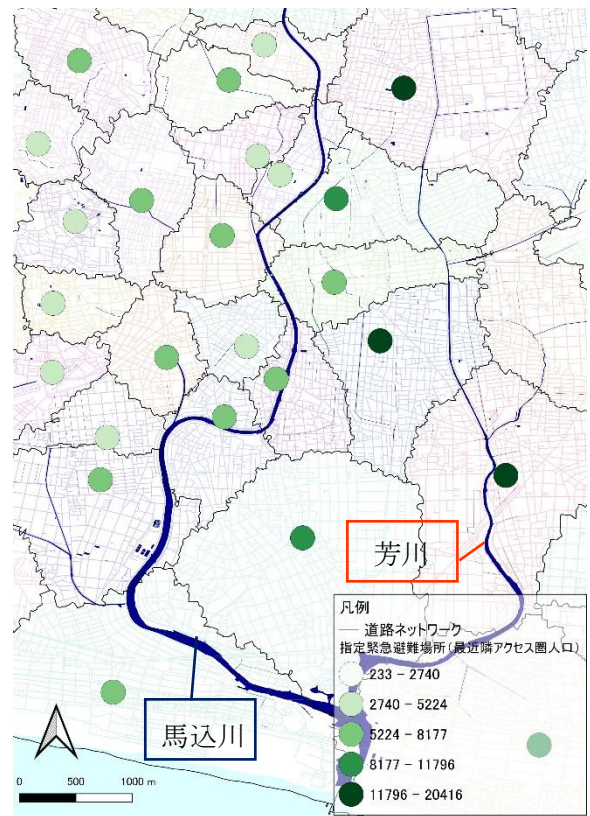 芳川
馬込川
凡例
道路ネットワーク
指定緊急避難場所(最近隣アクセス圏人口)
233 - 2740
2740 - 5224
5224 - 8177
8177 - 11796
11796 - 20416
0 500 1000 m